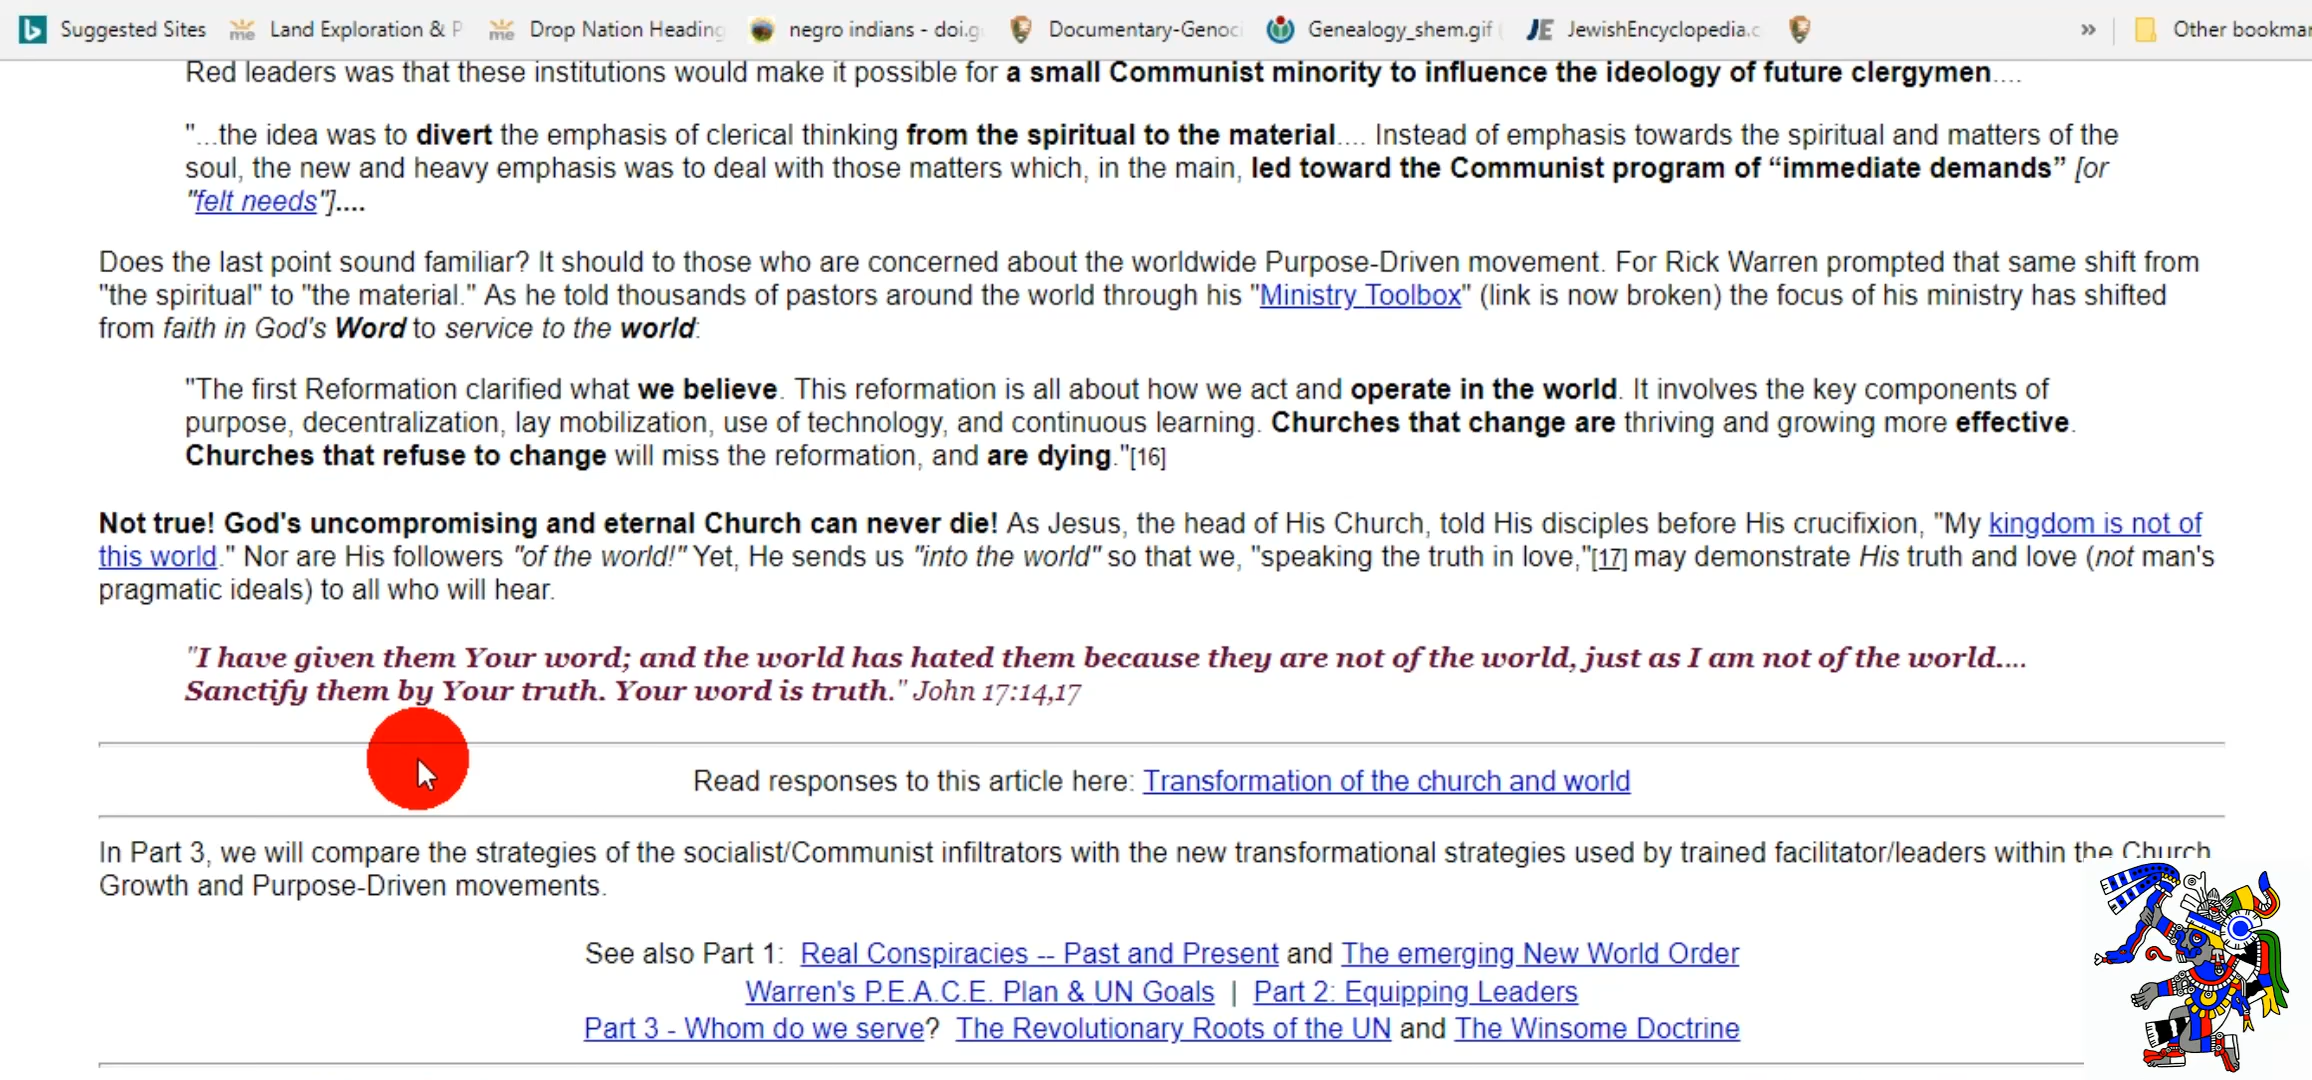 Suggested Sites Land Exploration & P Drop Nation Heading negro indians - doi.g Documentary-Genoc Genealogy_shem.gif ( JewishEncyclopedia.c » Other bookmar
Red leaders was that these institutions would make it possible for a small Communist minority to influence the ideology of future clergymen....
"...the idea was to divert the emphasis of clerical thinking from the spiritual to the material.... Instead of emphasis towards the spiritual and matters of the
soul, the new and heavy emphasis was to deal with those matters which, in the main, led toward the Communist program of “immediate demands” [or
"felt needs"]....
Does the last point sound familiar? It should to those who are concerned about the worldwide Purpose-Driven movement. For Rick Warren prompted that same shift from
"the spiritual" to "the material." As he told thousands of pastors around the world through his "Ministry Toolbox" (link is now broken) the focus of his ministry has shifted
from faith in God's Word to service to the world:
"The first Reformation clarified what we believe. This reformation is all about how we act and operate in the world. It involves the key components of
purpose, decentralization, lay mobilization, use of technology, and continuous learning. Churches that change are thriving and growing more effective.
Churches that refuse to change will miss the reformation, and are dying."[16]
Not true! God's uncompromising and eternal Church can never die! As Jesus, the head of His Church, told His disciples before His crucifixion, "My kingdom is not of
this world." Nor are His followers "of the world!" Yet, He sends us "into the world" so that we, "speaking the truth in love,"[17] may demonstrate His truth and love (not man's
pragmatic ideals) to all who will hear.
"I have given them Your word; and the world has hated them because they are not of the world, just as I am not of the world....
Sanctify them by Your truth. Your word is truth." John 17:14,17
Read responses to this article here: Transformation of the church and world
In Part 3, we will compare the strategies of the socialist/Communist infiltrators with the new transformational strategies used by trained facilitator/leaders within the Church
Growth and Purpose-Driven movements.
See also Part 1: Real Conspiracies -- Past and Present and The emerging New World Order
Warren's P.E.A.C.E. Plan & UN Goals | Part 2: Equipping Leaders
Part 3 - Whom do we serve? The Revolutionary Roots of the UN and The Winsome Doctrine